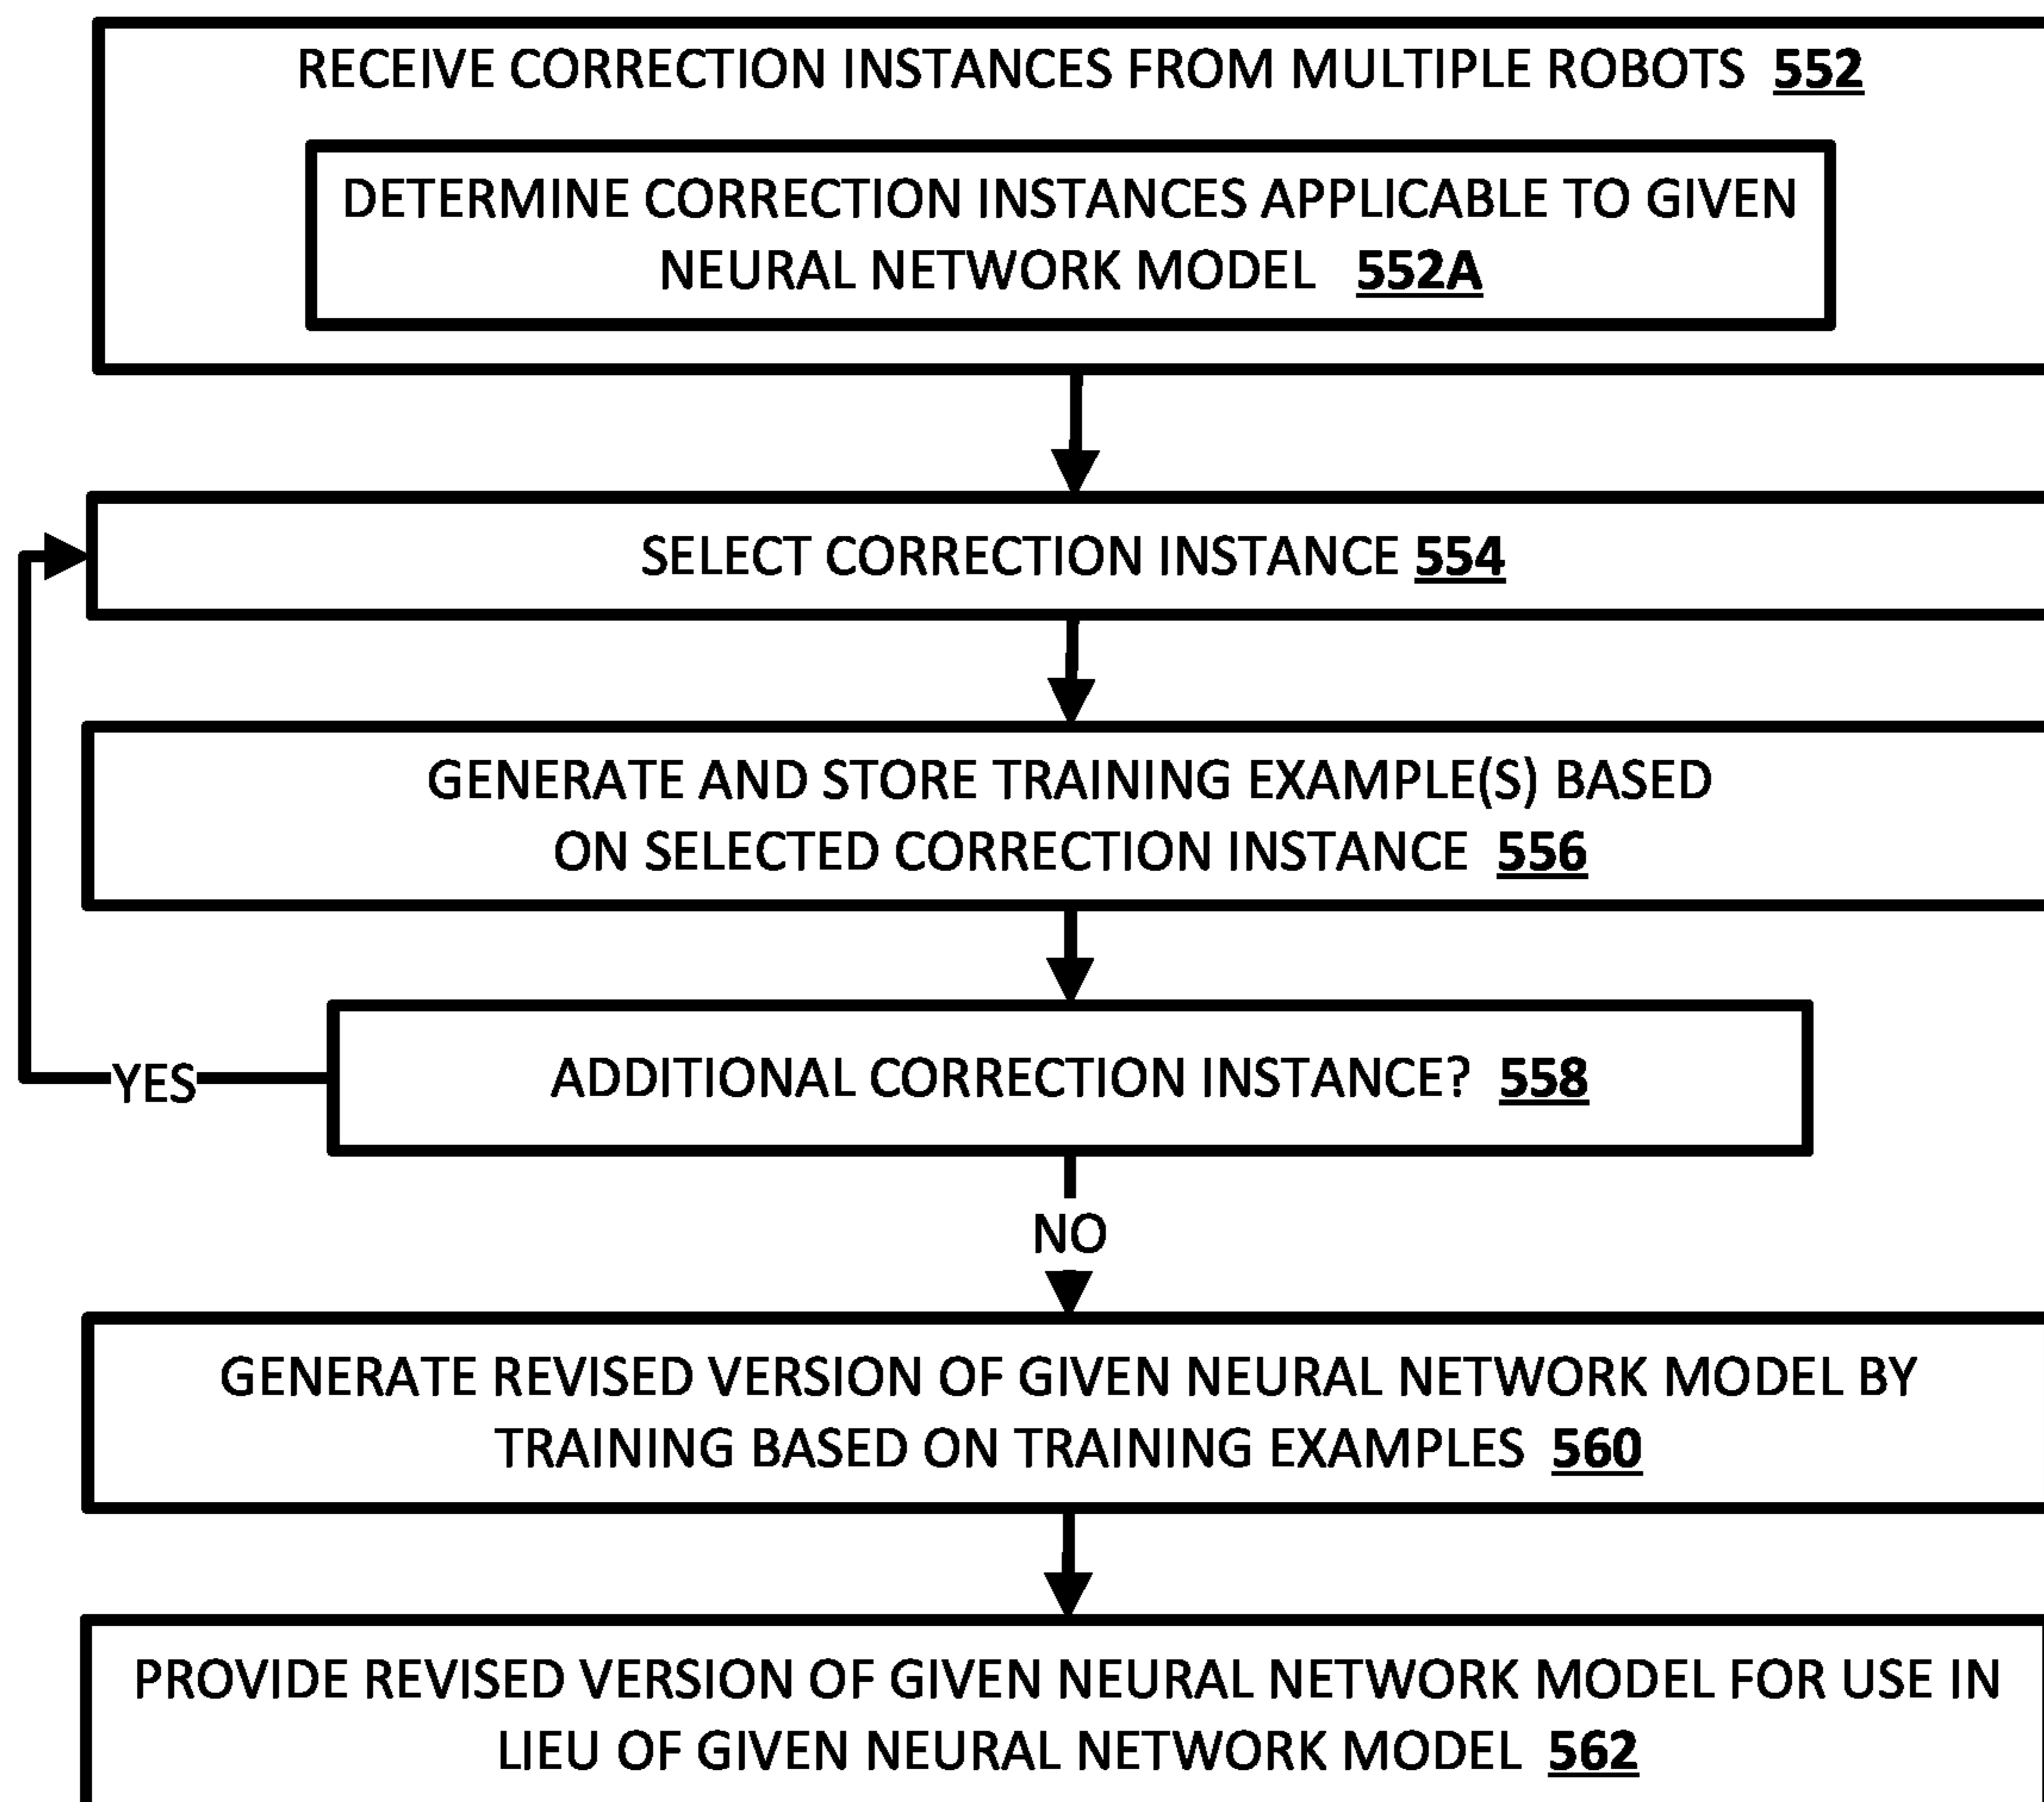 RECEIVE CORRECTION INSTANCES FROM MULTIPLE ROBOTS 552
DETERMINE CORRECTION INSTANCES APPLICABLE TO GIVEN
NEURAL NETWORK MODEL 552A
SELECT CORRECTION INSTANCE 554
GENERATE AND STORE TRAINING EXAMPLE(S) BASED
ON SELECTED CORRECTION INSTANCE 556
ADDITIONAL CORRECTION INSTANCE? 558
YES
NO
GENERATE REVISED VERSION OF GIVEN NEURAL NETWORK MODEL BY
TRAINING BASED ON TRAINING EXAMPLES 560
PROVIDE REVISED VERSION OF GIVEN NEURAL NETWORK MODEL FOR USE IN
LIEU OF GIVEN NEURAL NETWORK MODEL 562